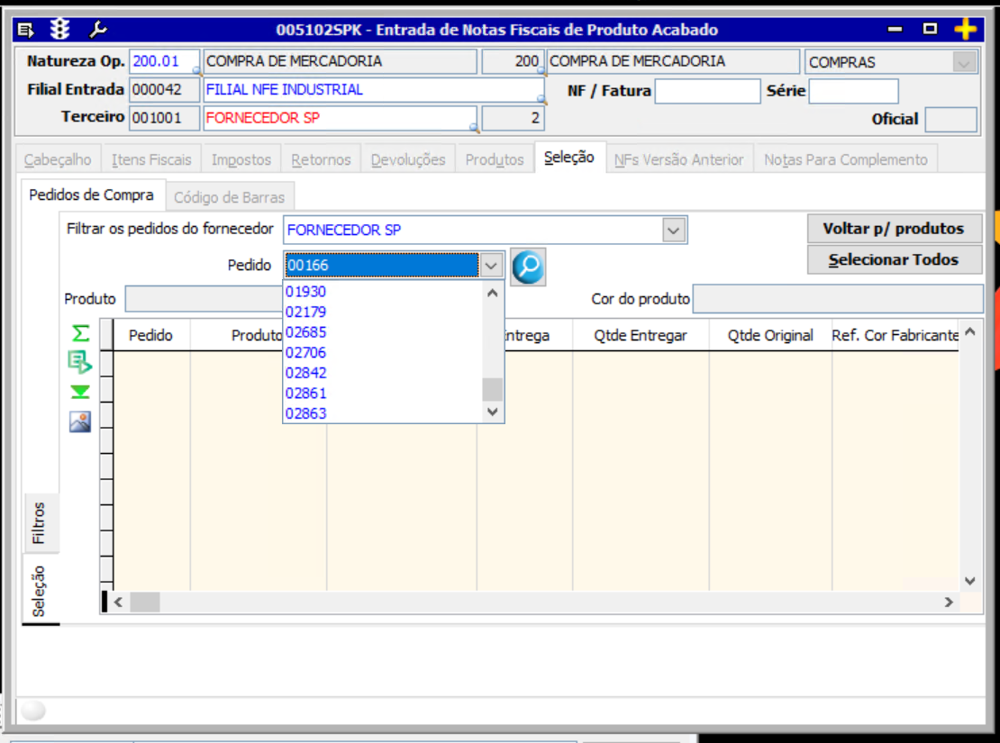 005102SPK - Entrada de Notas Fiscais de Produto Acabado
Natureza Op. 200.01 COMPRA DE MERCADORIA 200 COMPRA DE MERCADORIA COMPRAS
Filial Entrada 000042 FILIAL NFE INDUSTRIAL NF / Fatura Série
Terceiro 001001 FORNECEDOR SP 2 Oficial
Cabeçalho Itens Fiscais Impostos Retornos Devoluções Produtos Seleção NFs Versão Anterior Notas Para Complemento
Pedidos de Compra Código de Barras
Filtrar os pedidos do fornecedor FORNECEDOR SP Voltar p/ produtos
Pedido 00166 Selecionar Todos
Produto Cor do produto
01930
02179
02685
02706
02842
02861
02863
Pedido Produto ntrega Qtde Entregar Qtde Original Ref. Cor Fabricante
Filtros
Seleção